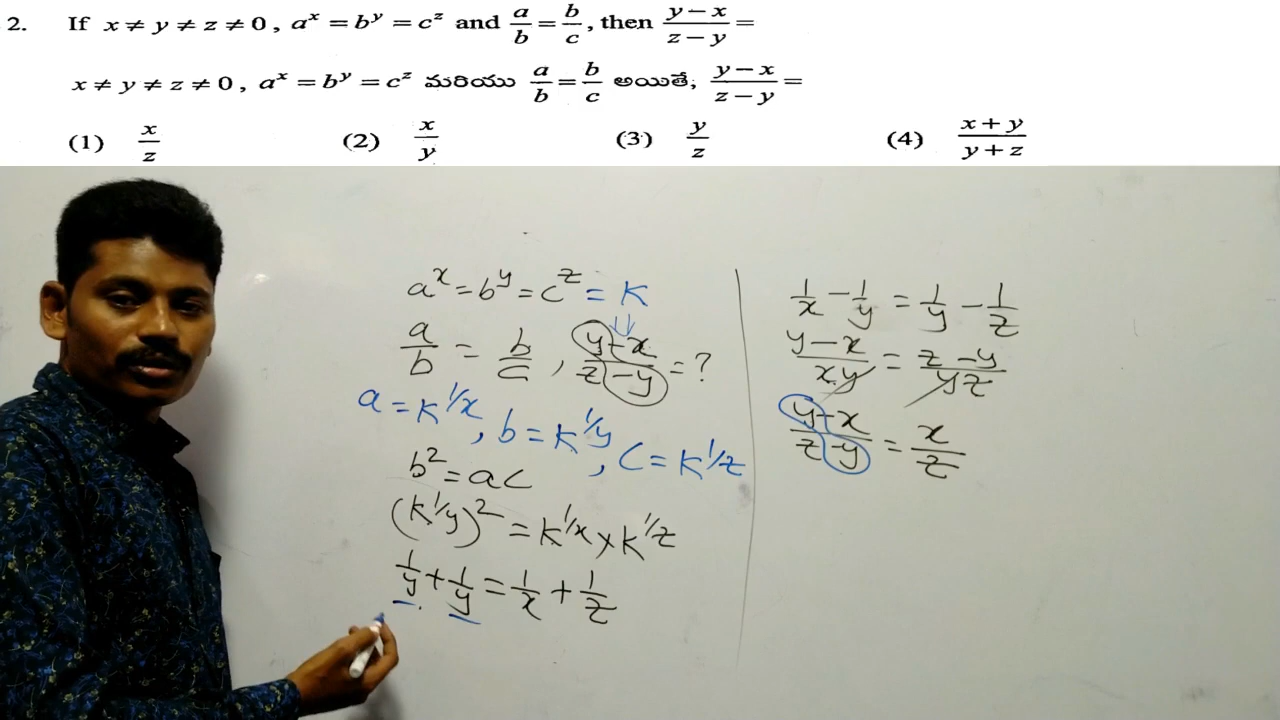 2. If x ≠ y ≠ z ≠ 0, a^x = b^y = c^z and a/b = b/c, then (y − x)/(z − y) =
x ≠ y ≠ z ≠ 0, a^x = b^y = c^z మరియు a/b = b/c అయితే, (y − x)/(z − y) =
(1) x/z (2) x/y (3) y/z (4) (x + y)/(y + z)
a^x = b^y = c^z = K
a/b = b/c, (y − x)/(z − y) = ?
a = K^1/x, b = K^1/y, C = K^1/z
b^2 = ac
(K^1/y)^2 = K^1/x × K^1/z
1/y + 1/y = 1/x + 1/z
1/x − 1/y = 1/y − 1/z
(y − x)/(xy) = (z − y)/(yz)
(y − x)/(z − y) = x/z